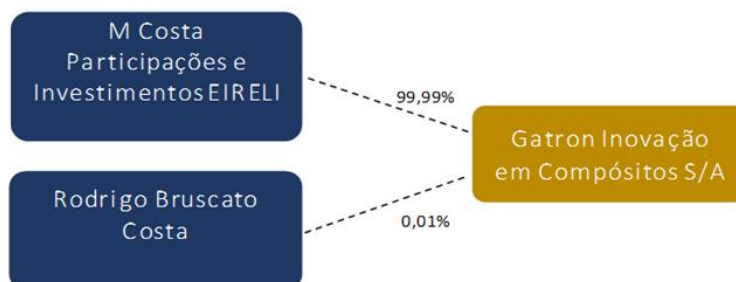 M Costa
Participações e
Investimentos EIRELI
99,99%
Gatron Inovação
em Compósitos S/A
Rodrigo Bruscato
Costa
0,01%